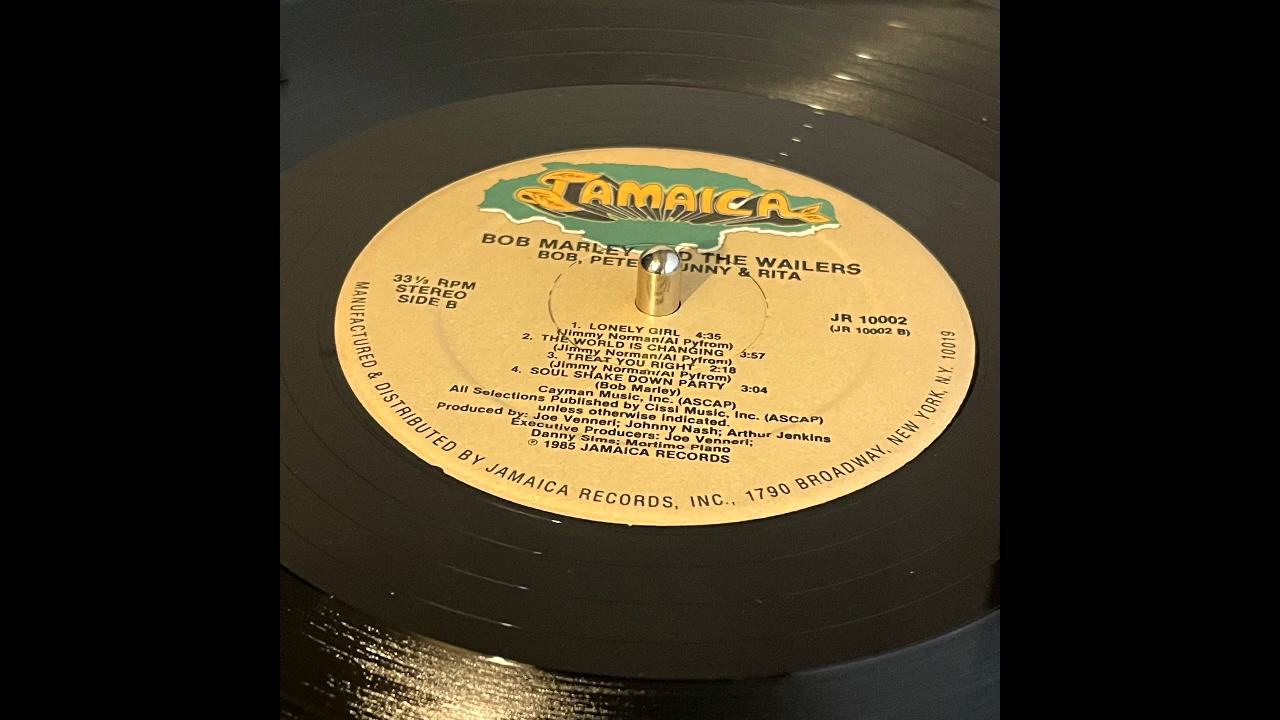 JAMAICA
BOB MARLEY THE WAILERS
BOB, PETE & RITA
33⅓ RPM
STEREO
SIDE B
JR 10002
(JR 10002 B)
1. LONELY GIRL 4:35
(Jimmy Norman/Al Pyfrom)
2. THE WORLD IS CHANGING 3:57
(Jimmy Norman/Al Pyfrom)
3. TREAT YOU RIGHT 2:18
(Jimmy Norman/Al Pyfrom)
4. SOUL SHAKE DOWN PARTY 3:04
(Bob Marley)
Cayman Music, Inc. (ASCAP)
All Selections Published by Cissi Music, Inc. (ASCAP)
unless otherwise indicated.
Produced by: Joe Venneri; Johnny Nash; Arthur Jenkins
Executive Producers: Joe Venneri;
Danny Sims; Mortimo Plano
℗ 1985 JAMAICA RECORDS
MANUFACTURED & DISTRIBUTED BY JAMAICA RECORDS, INC., 1790 BROADWAY, NEW YORK, N.Y. 10019